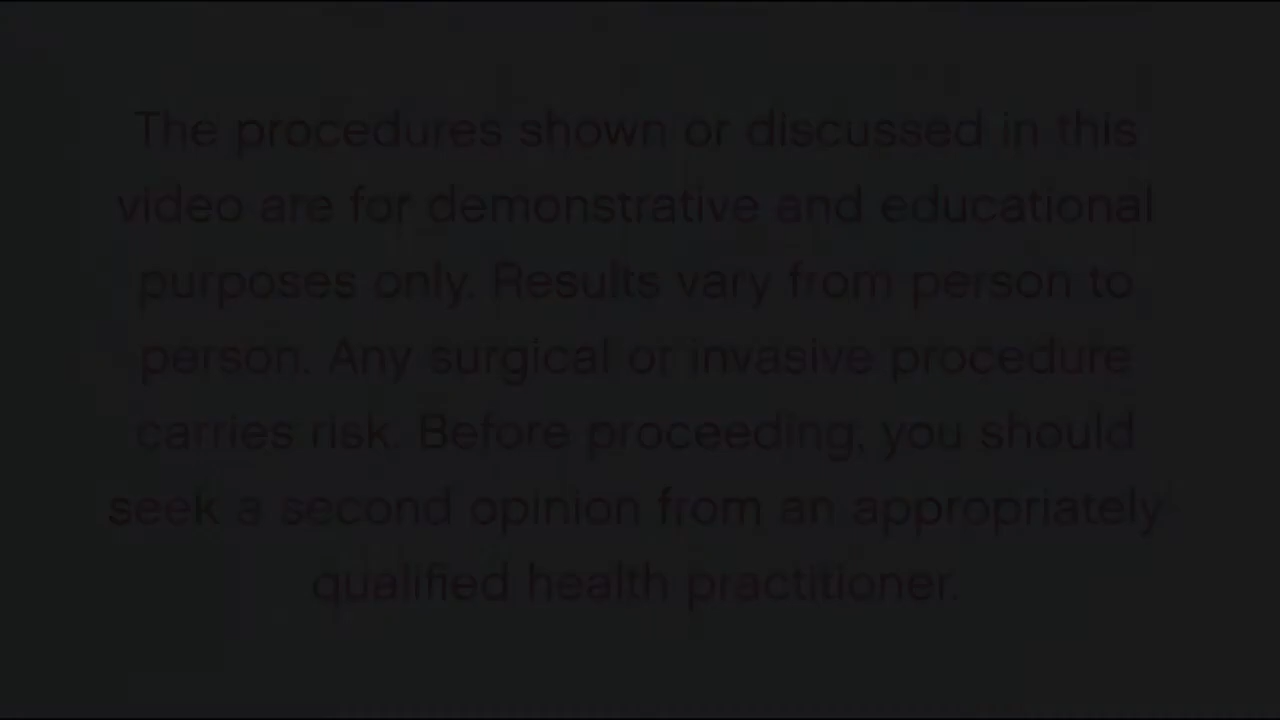 The procedures shown or discussed in this
video are for demonstrative and educational
purposes only. Results vary from person to
person. Any surgical or invasive procedure
carries risk. Before proceeding, you should
seek a second opinion from an appropriately
qualified health practitioner.